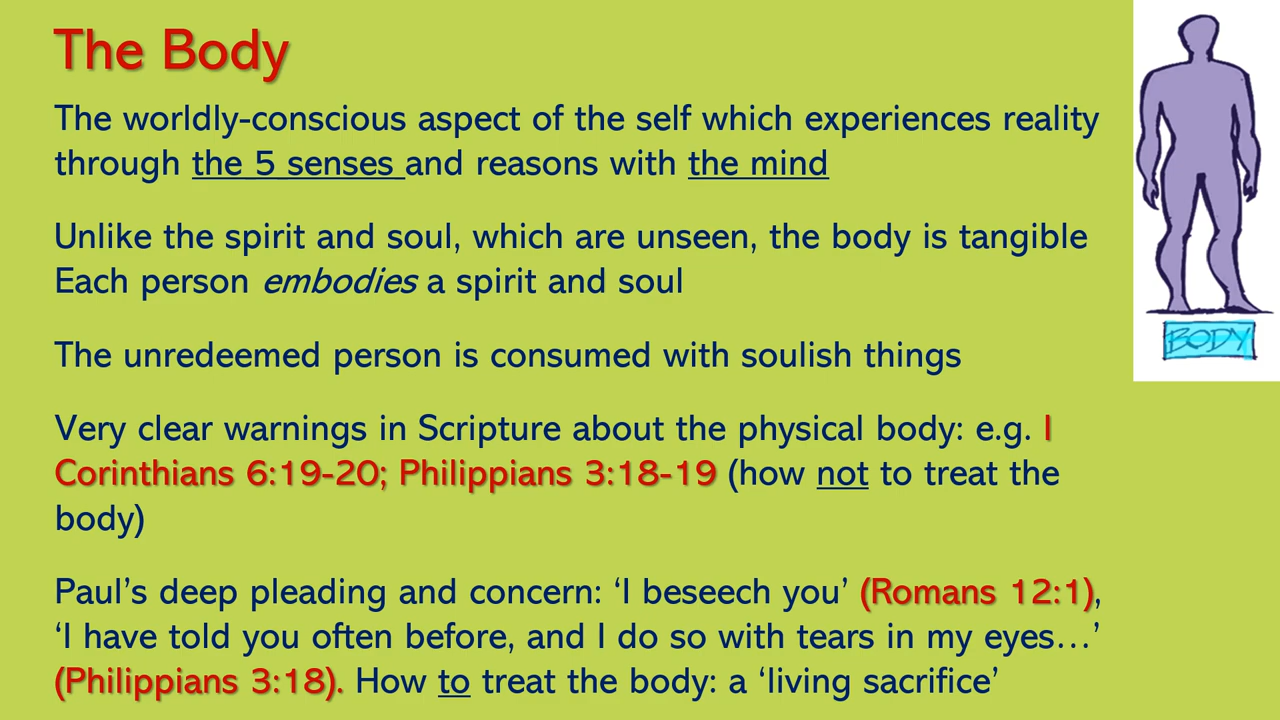 The Body
The worldly-conscious aspect of the self which experiences reality
through the 5 senses and reasons with the mind
Unlike the spirit and soul, which are unseen, the body is tangible
Each person embodies a spirit and soul
The unredeemed person is consumed with soulish things
Very clear warnings in Scripture about the physical body: e.g. I
Corinthians 6:19-20; Philippians 3:18-19 (how not to treat the
body)
Paul’s deep pleading and concern: ‘I beseech you’ (Romans 12:1),
‘I have told you often before, and I do so with tears in my eyes…’
(Philippians 3:18). How to treat the body: a ‘living sacrifice’
BODY